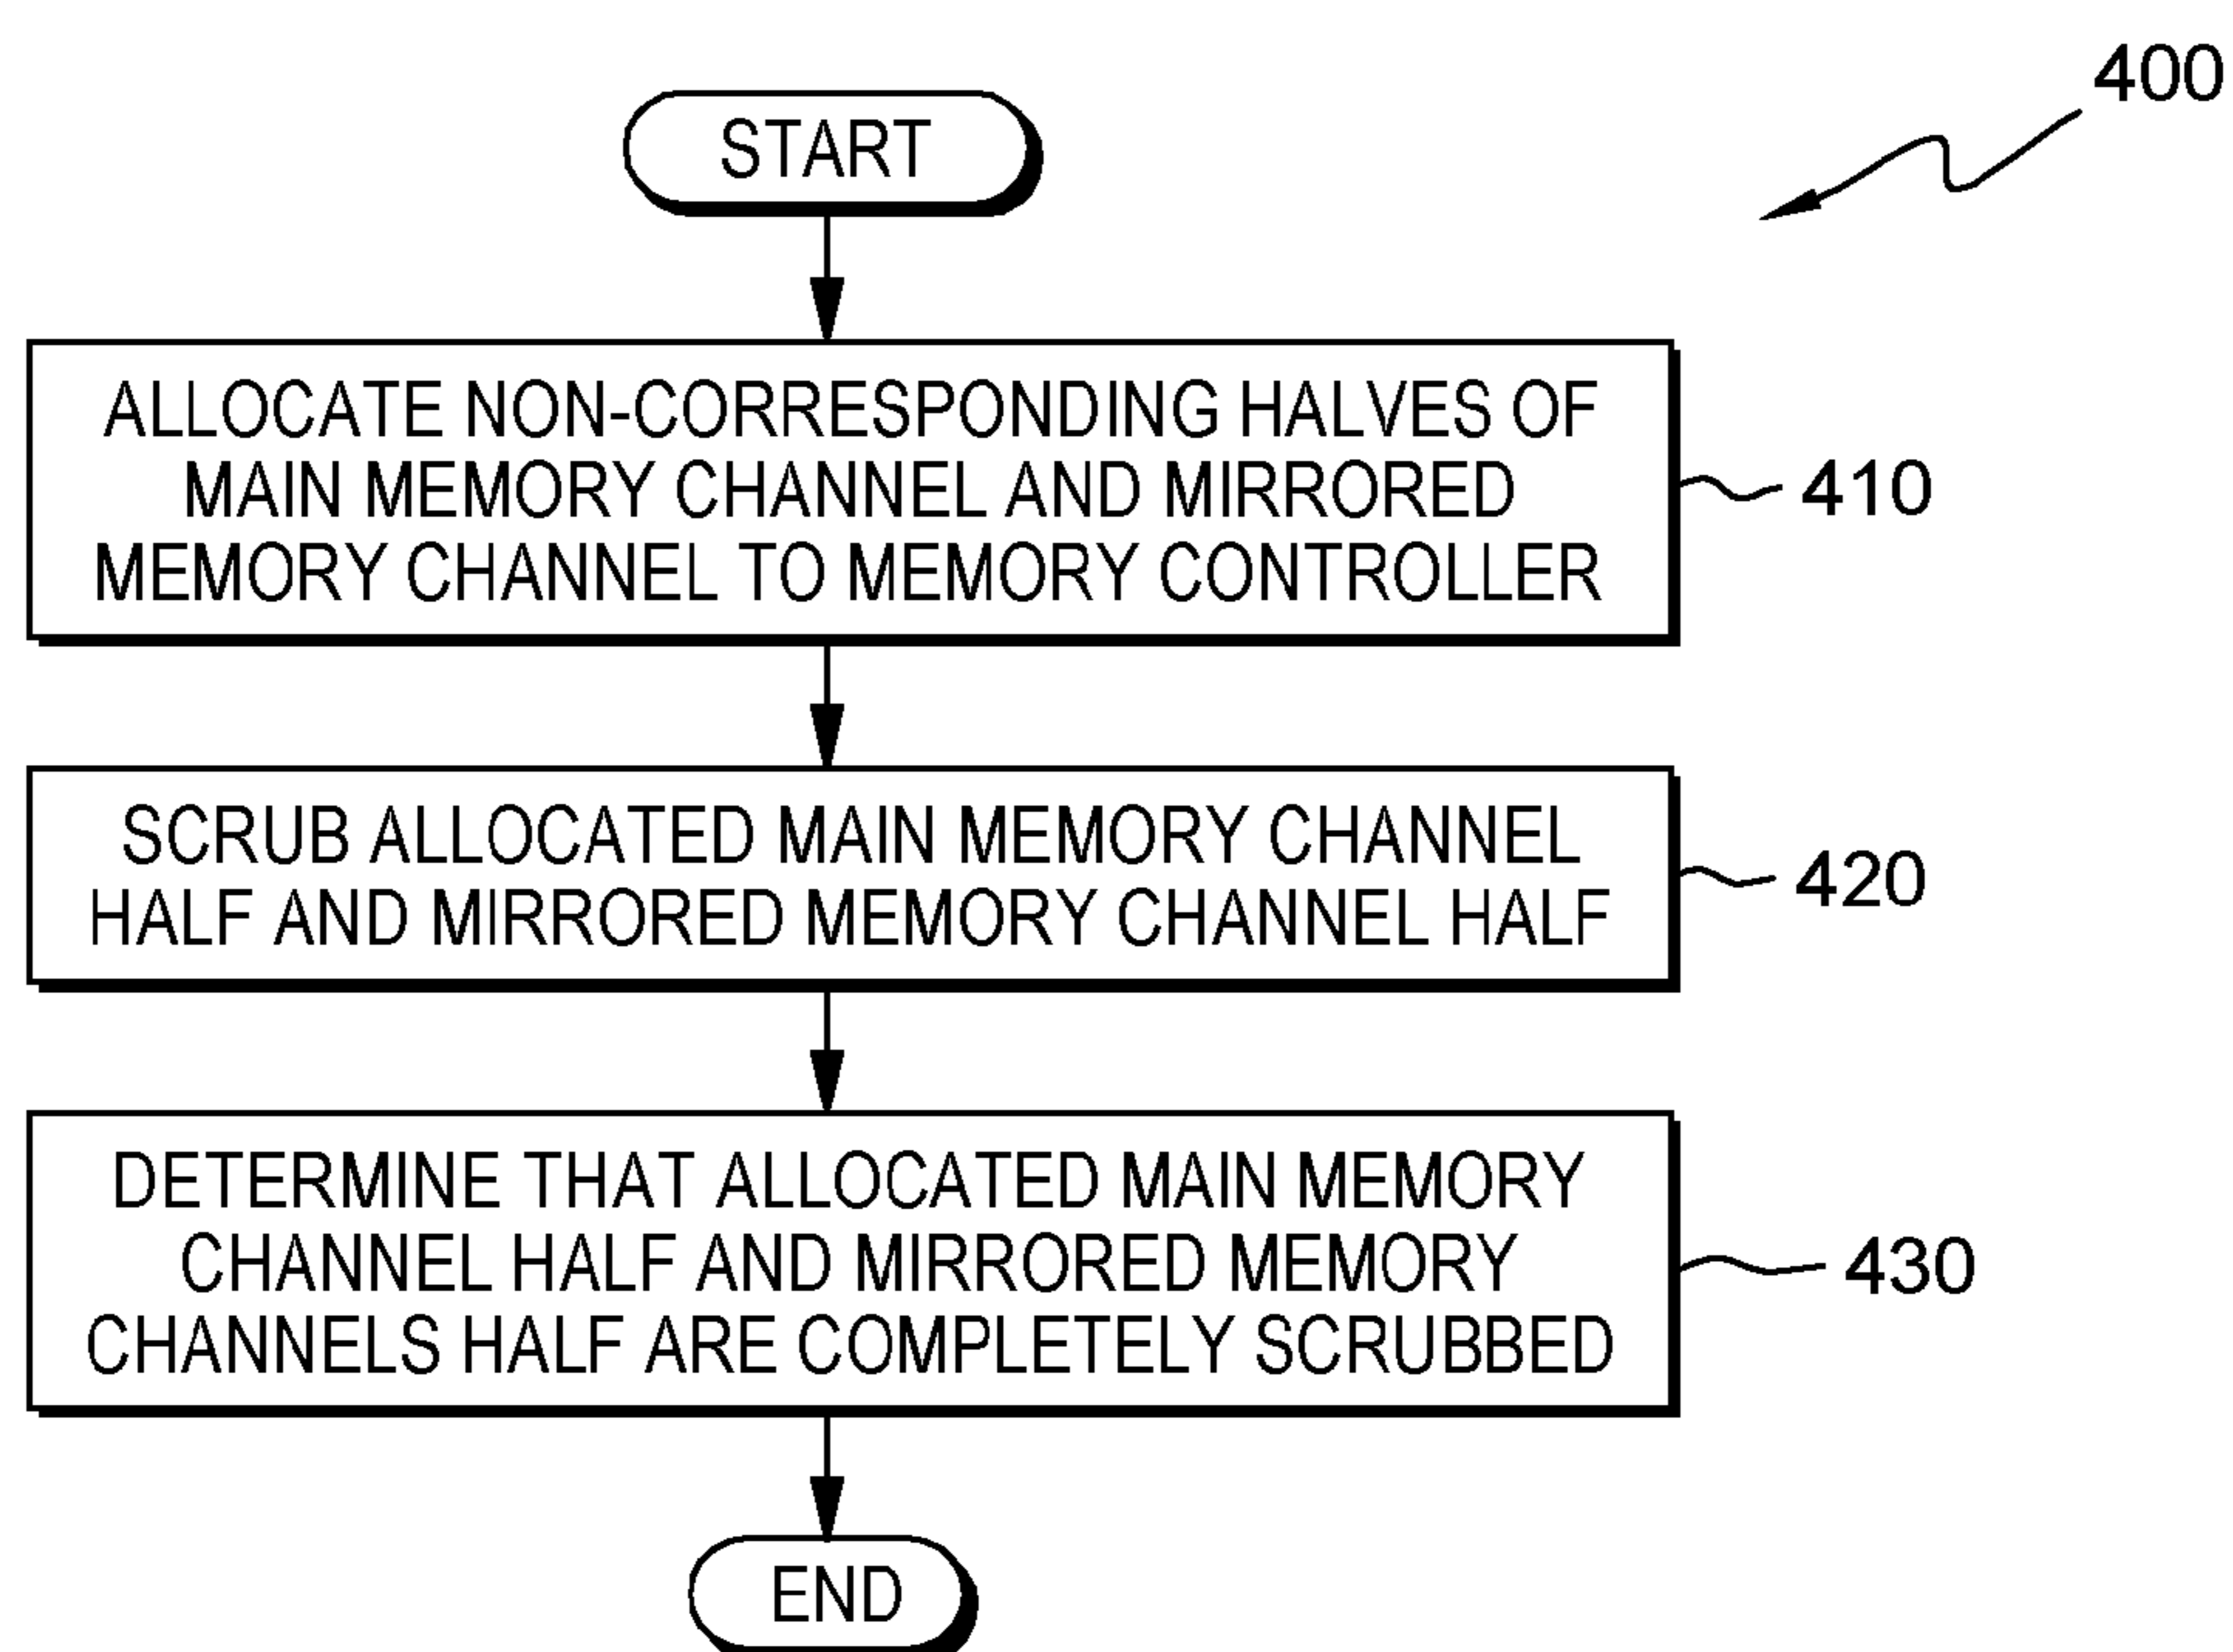 400
START
ALLOCATE NON-CORRESPONDING HALVES OF
MAIN MEMORY CHANNEL AND MIRRORED
MEMORY CHANNEL TO MEMORY CONTROLLER
410
SCRUB ALLOCATED MAIN MEMORY CHANNEL
HALF AND MIRRORED MEMORY CHANNEL HALF
420
DETERMINE THAT ALLOCATED MAIN MEMORY
CHANNEL HALF AND MIRRORED MEMORY
CHANNELS HALF ARE COMPLETELY SCRUBBED
430
END